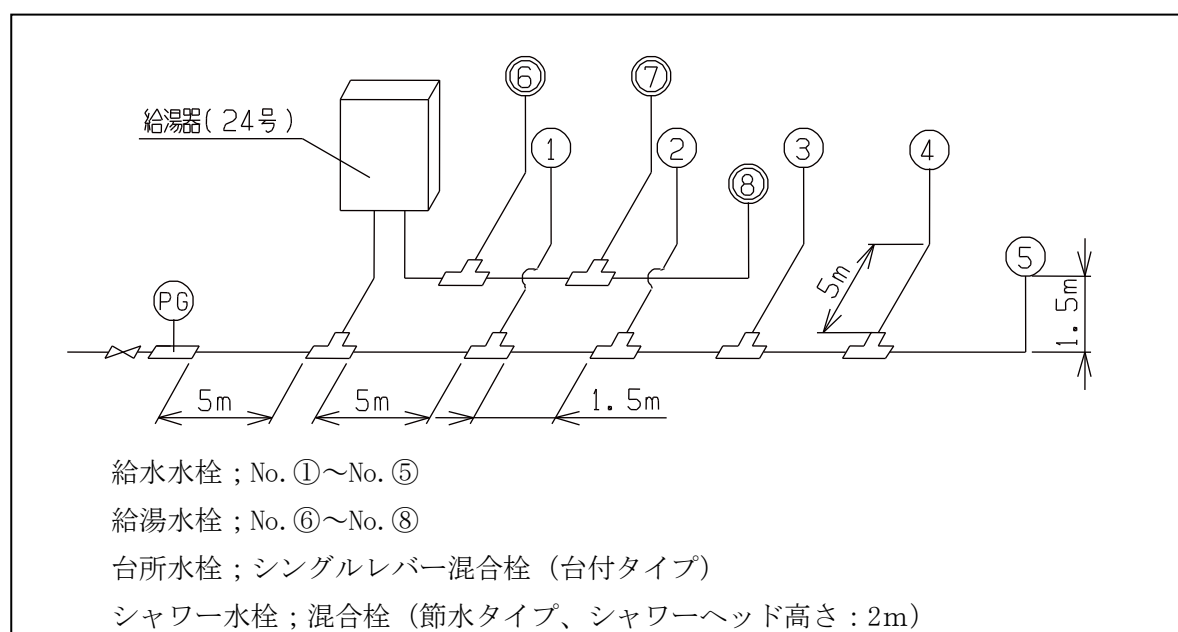 給湯器(24号)
⑥
⑦
①
②
③
④
⑧
⑤
PG
5m
1.5m
5m
5m
1.5m
給水水栓；No.①～No.⑤
給湯水栓；No.⑥～No.⑧
台所水栓；シングルレバー混合栓（台付タイプ）
シャワー水栓；混合栓（節水タイプ、シャワーヘッド高さ：2m）